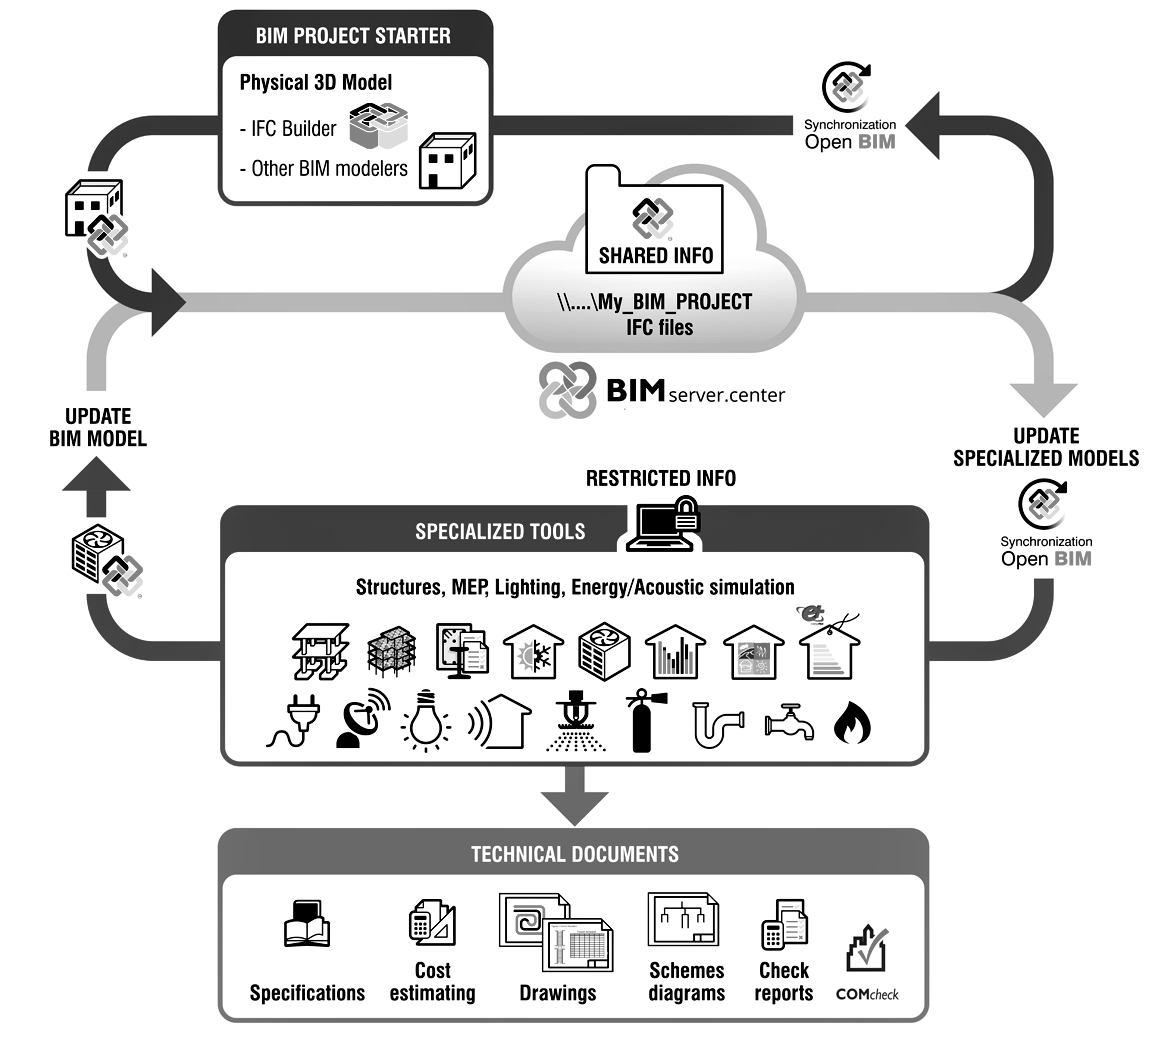 BIM PROJECT STARTER
Physical 3D Model
- IFC Builder
- Other BIM modelers
Synchronization
Open BIM
SHARED INFO
\\....\My_BIM_PROJECT
IFC files
BIMserver.center
UPDATE
BIM MODEL
UPDATE
SPECIALIZED MODELS
Synchronization
Open BIM
RESTRICTED INFO
SPECIALIZED TOOLS
Structures, MEP, Lighting, Energy/Acoustic simulation
e+
TECHNICAL DOCUMENTS
Specifications
Cost
estimating
Drawings
Schemes
diagrams
Check
reports
COMcheck